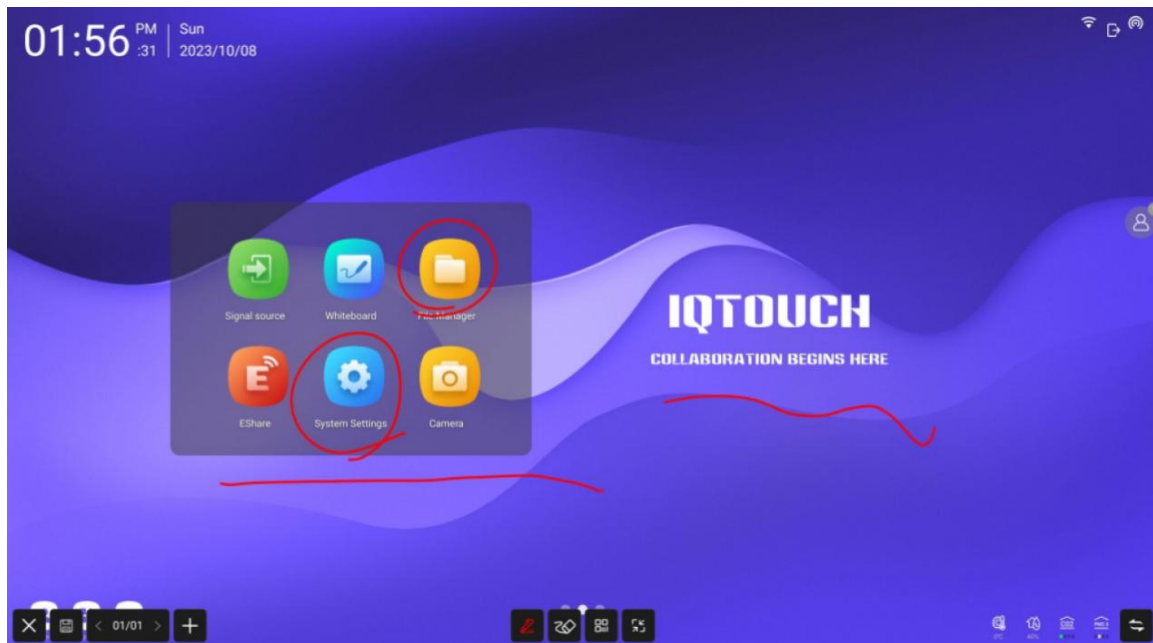 01:56 PM :31 Sun 2023/10/08
Signal source Whiteboard File Manager
IQTOUCH
COLLABORATION BEGINS HERE
E
EShare System Settings Camera
01/01